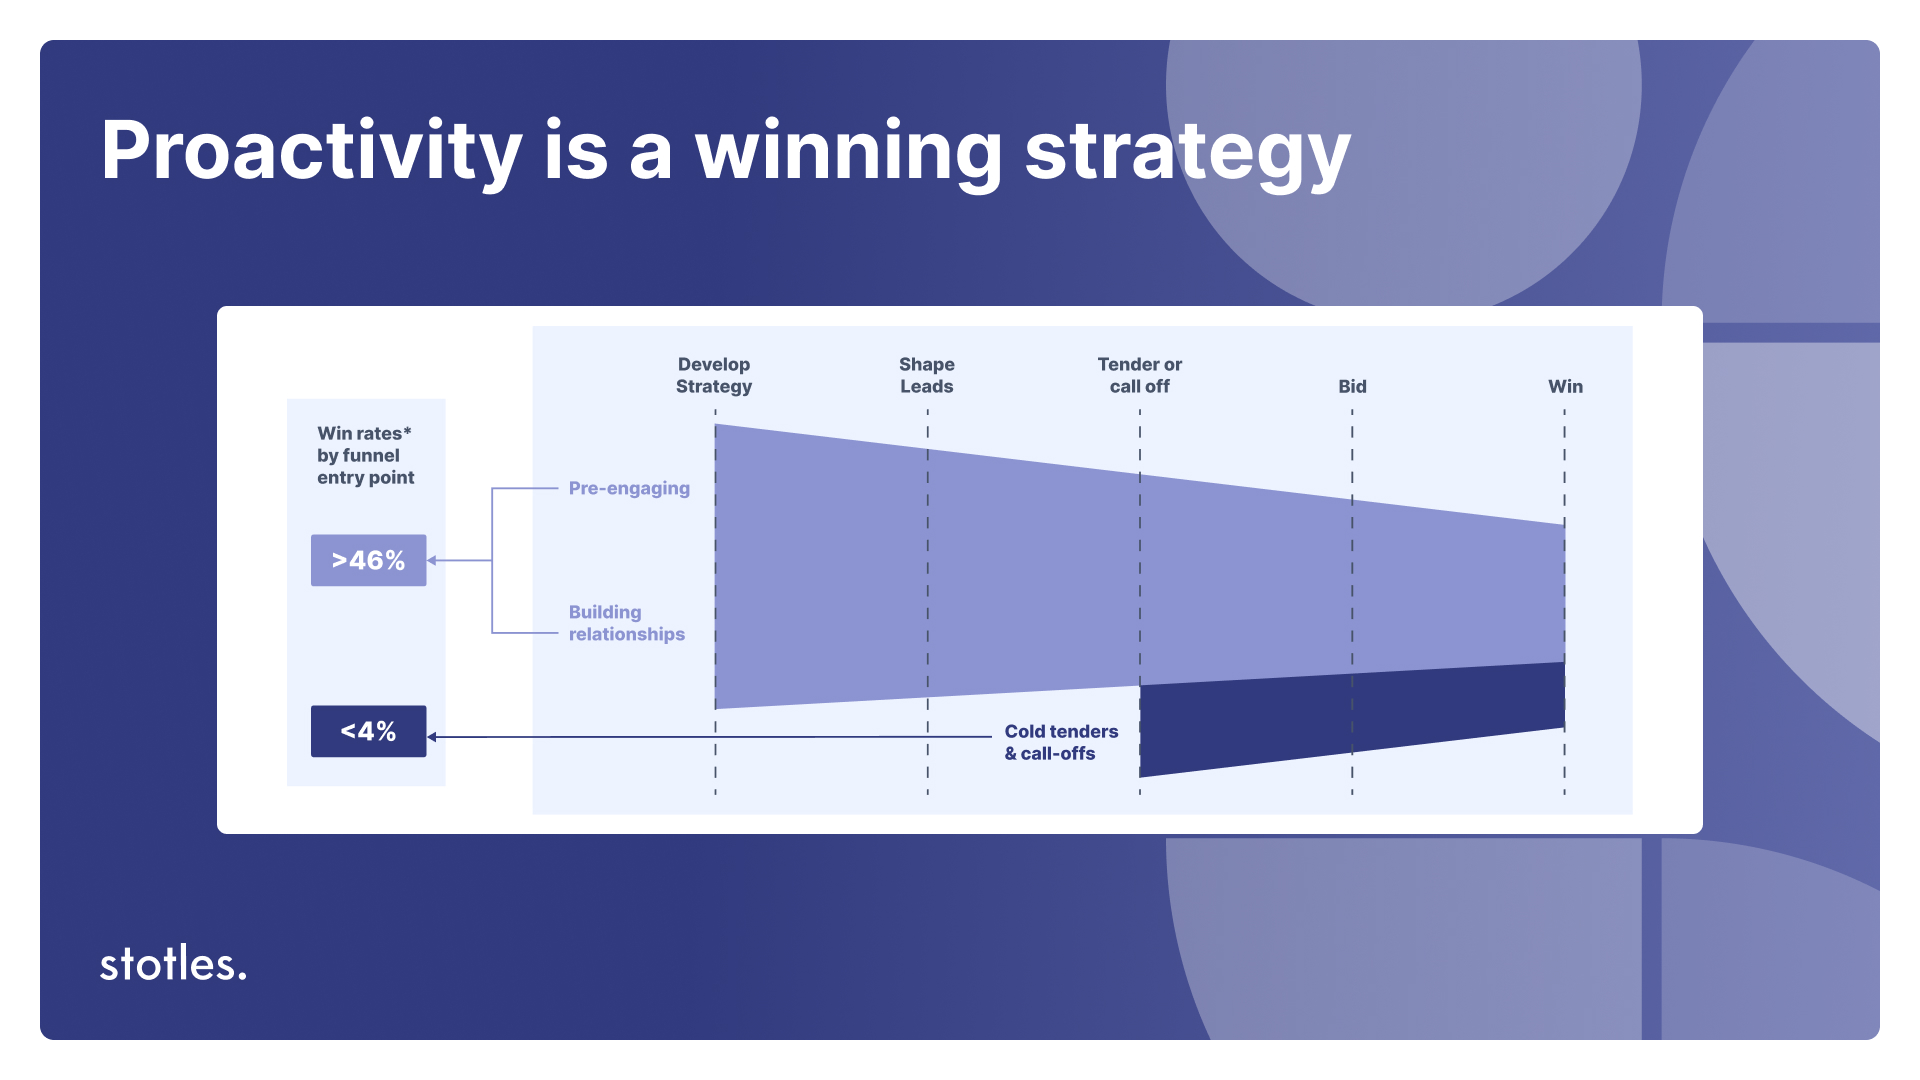 Proactivity is a winning strategy
Develop
Strategy
Shape
Leads
Tender or
call off
Bid
Win
Win rates*
by funnel
entry point
>46%
<4%
Pre-engaging
Building
relationships
Cold tenders
& call-offs
stotles.